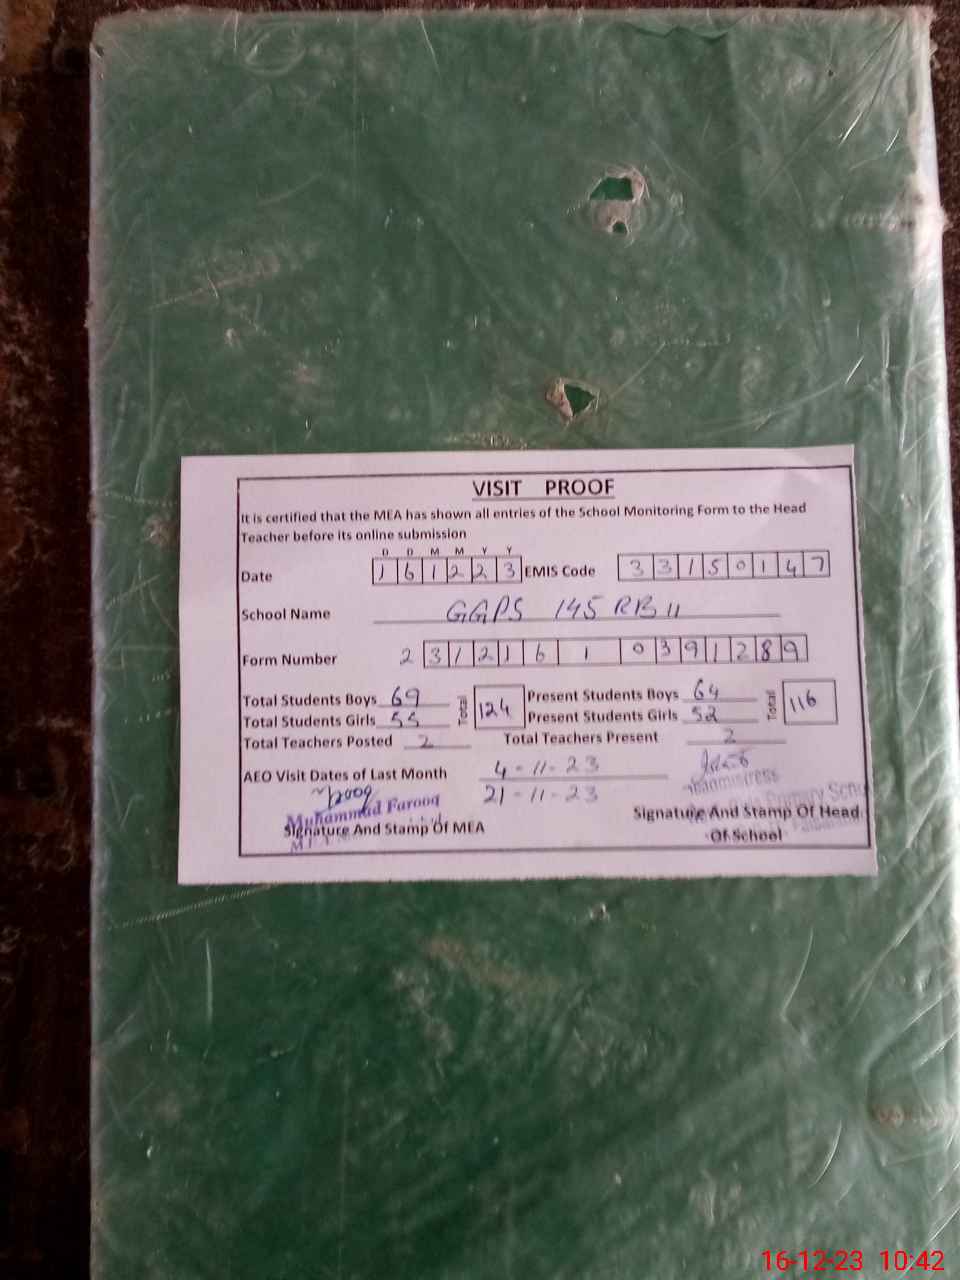 VISIT PROOF
It is certified that the MEA has shown all entries of the School Monitoring Form to the Head
Teacher before its online submission
D D M M Y Y
Date 1 6 1 2 2 3 EMIS Code 3 3 1 5 0 1 4 7
School Name GGPS 145 RB II
Form Number 2 3 1 2 1 6 1 0 3 9 1 2 8 9
Total Students Boys 69 Total 124 Present Students Boys 64 Total 116
Total Students Girls 55 Present Students Girls 52
Total Teachers Posted 2 Total Teachers Present 2
AEO Visit Dates of Last Month 4-11-23
21-11-23
Muhammad Farooq
Signature And Stamp Of MEA
Signature And Stamp Of Head
Of School
16-12-23 10:42